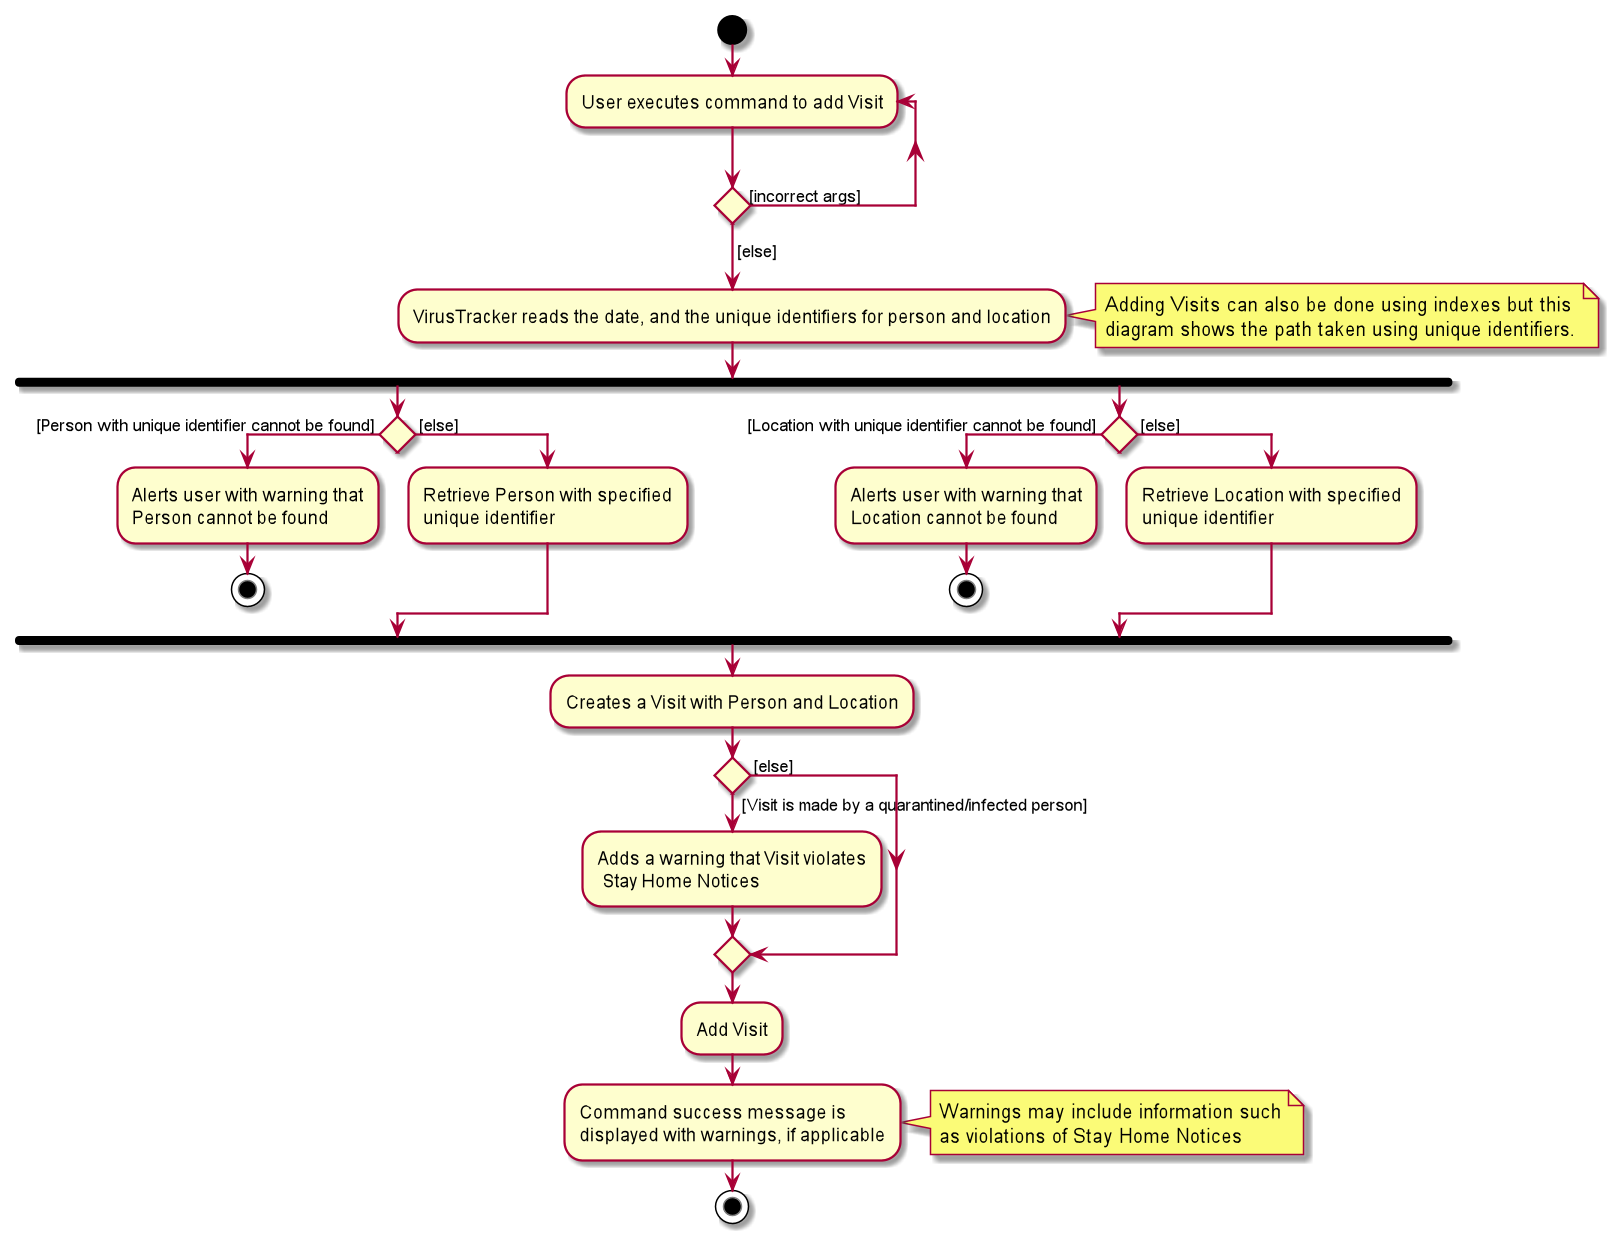 User executes command to add Visit
[incorrect args]
[else]
VirusTracker reads the date, and the unique identifiers for person and location
Adding Visits can also be done using indexes but this
diagram shows the path taken using unique identifiers.
[Person with unique identifier cannot be found]
[else]
[Location with unique identifier cannot be found]
[else]
Alerts user with warning that
Person cannot be found
Retrieve Person with specified
unique identifier
Alerts user with warning that
Location cannot be found
Retrieve Location with specified
unique identifier
Creates a Visit with Person and Location
[else]
[Visit is made by a quarantined/infected person]
Adds a warning that Visit violates
Stay Home Notices
Add Visit
Command success message is
displayed with warnings, if applicable
Warnings may include information such
as violations of Stay Home Notices